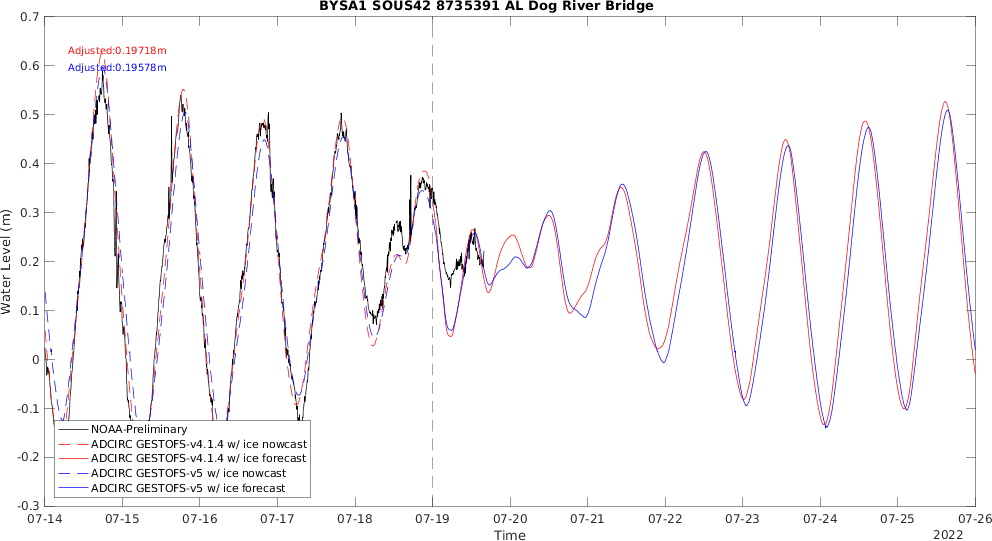 BYSA1 SOUS42 8735391 AL Dog River Bridge
0.7
0.6
0.5
0.4
0.3
0.2
0.1
0
-0.1
-0.2
-0.3
Water Level (m)
Adjusted:0.19718m
Adjusted:0.19578m
NOAA-Preliminary
ADCIRC GESTOFS-v4.1.4 w/ ice nowcast
ADCIRC GESTOFS-v4.1.4 w/ ice forecast
ADCIRC GESTOFS-v5 w/ ice nowcast
ADCIRC GESTOFS-v5 w/ ice forecast
07-14 07-15 07-16 07-17 07-18 07-19 07-20 07-21 07-22 07-23 07-24 07-25 07-26
Time
2022